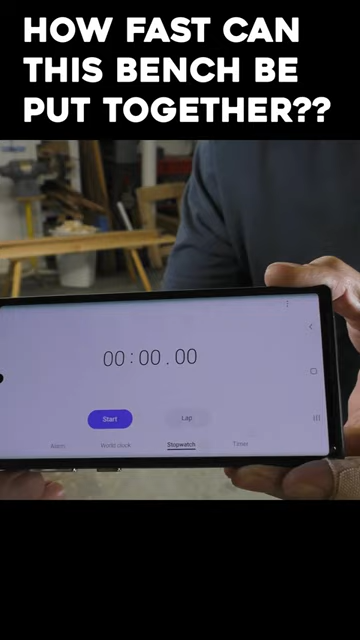 HOW FAST CAN
THIS BENCH BE
PUT TOGETHER??
00:00.00
Start
Lap
Alarm
World clock
Stopwatch
Timer